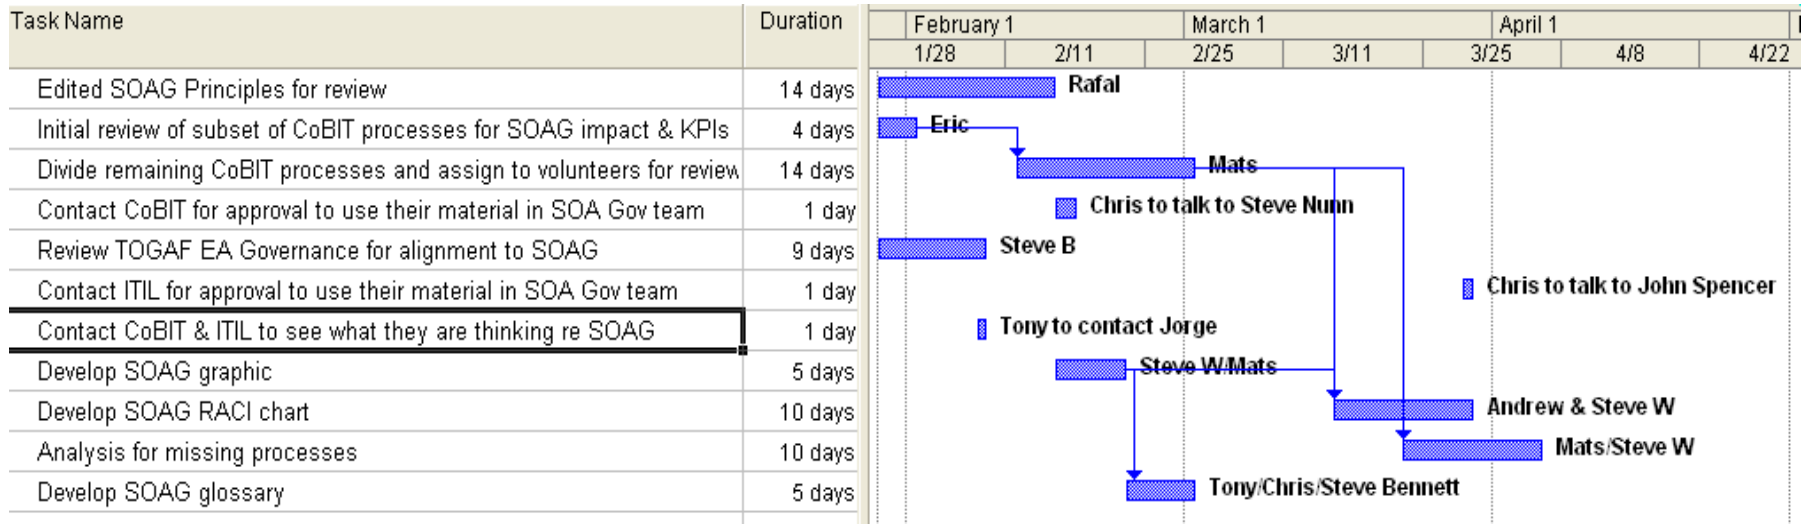 Task Name Duration February 1 March 1 April 1
1/28 2/11 2/25 3/11 3/25 4/8 4/22
Edited SOAG Principles for review 14 days Rafal
Initial review of subset of CoBIT processes for SOAG impact & KPIs 4 days Eric
Divide remaining CoBIT processes and assign to volunteers for review 14 days Mats
Contact CoBIT for approval to use their material in SOA Gov team 1 day Chris to talk to Steve Nunn
Review TOGAF EA Governance for alignment to SOAG 9 days Steve B
Contact ITIL for approval to use their material in SOA Gov team 1 day Chris to talk to John Spencer
Contact CoBIT & ITIL to see what they are thinking re SOAG 1 day Tony to contact Jorge
Develop SOAG graphic 5 days Steve W/Mats
Develop SOAG RACI chart 10 days Andrew & Steve W
Analysis for missing processes 10 days Mats/Steve W
Develop SOAG glossary 5 days Tony/Chris/Steve Bennett